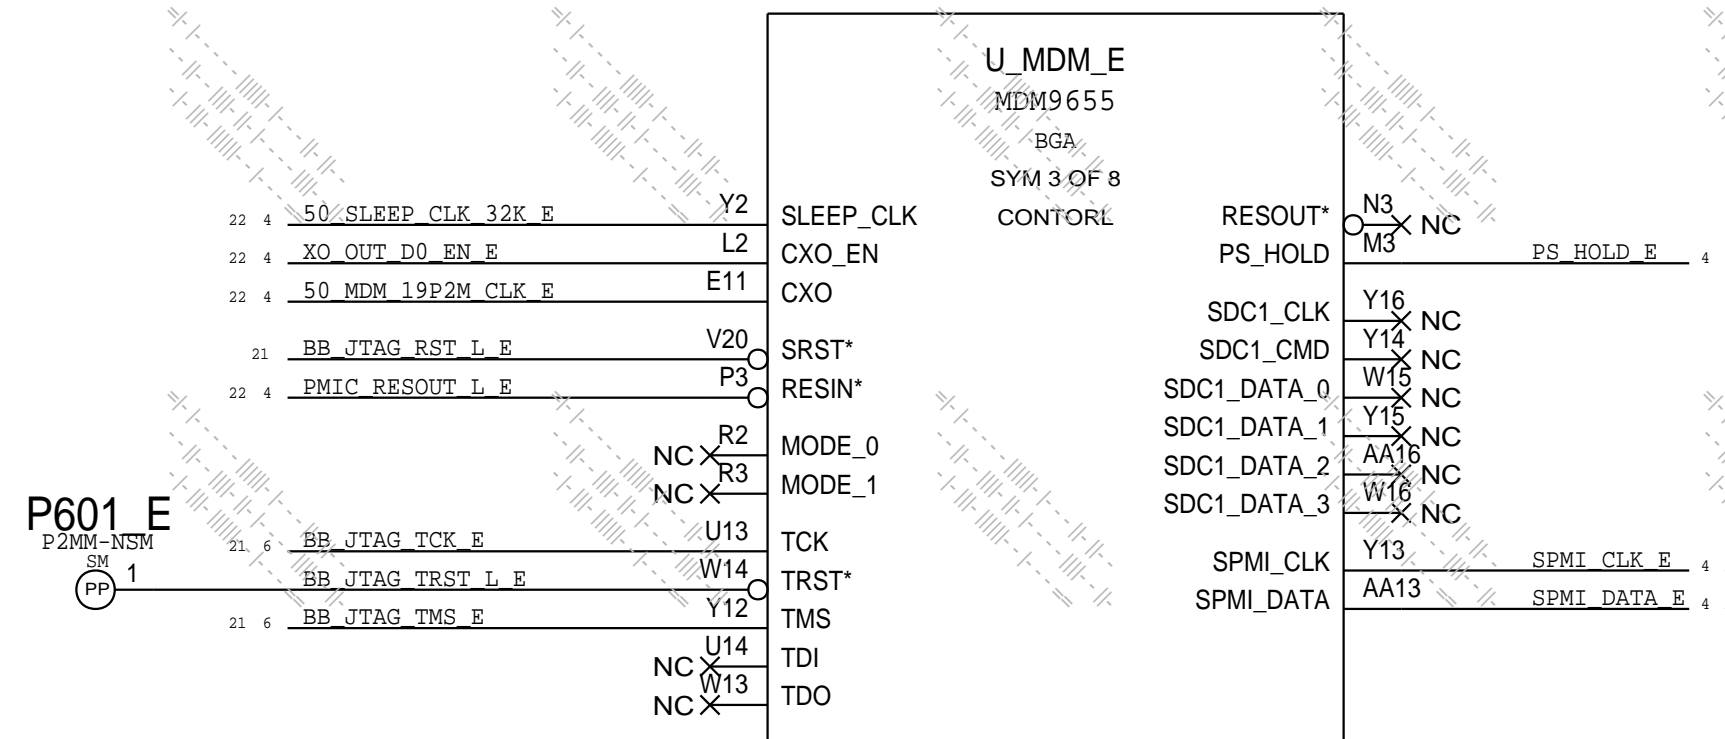 U_MDM_E
MDM9655
BGA
SYM 3 OF 8
CONTORL
22 4 50_SLEEP_CLK_32K_E Y2 SLEEP_CLK
22 4 XO_OUT_D0_EN_E L2 CXO_EN
22 4 50_MDM_19P2M_CLK_E E11 CXO
21 BB_JTAG_RST_L_E V20 SRST*
22 4 PMIC_RESOUT_L_E P3 RESIN*
NC R2 MODE_0
NC R3 MODE_1
P601_E
P2MM-NSM
SM
PP 1
21 6 BB_JTAG_TCK_E U13 TCK
BB_JTAG_TRST_L_E W14 TRST*
21 6 BB_JTAG_TMS_E Y12 TMS
NC U14 TDI
NC W13 TDO
RESOUT* N3 NC
PS_HOLD M3 PS_HOLD_E 4
SDC1_CLK Y16 NC
SDC1_CMD Y14 NC
SDC1_DATA_0 W15 NC
SDC1_DATA_1 Y15 NC
SDC1_DATA_2 AA16 NC
SDC1_DATA_3 W16 NC
SPMI_CLK Y13 SPMI_CLK_E 4
SPMI_DATA AA13 SPMI_DATA_E 4